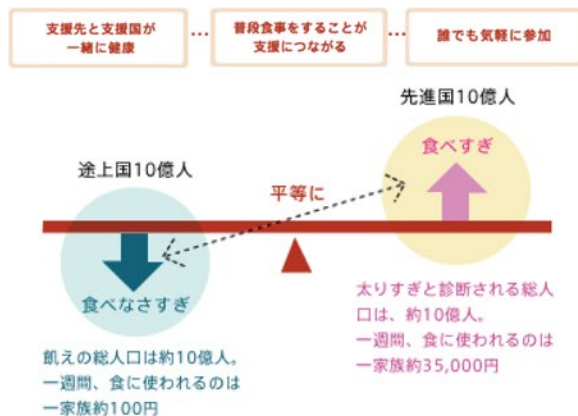 支援先と支援国が
一緒に健康
…
普段食事をすることが
支援につながる
…
誰でも気軽に参加
先進国10億人
食べすぎ
途上国10億人
平等に
食べなさすぎ
太りすぎと診断される総人
口は、約10億人。
一週間、食に使われるのは
一家族約35,000円
飢えの総人口は約10億人。
一週間、食に使われるのは
一家族約100円